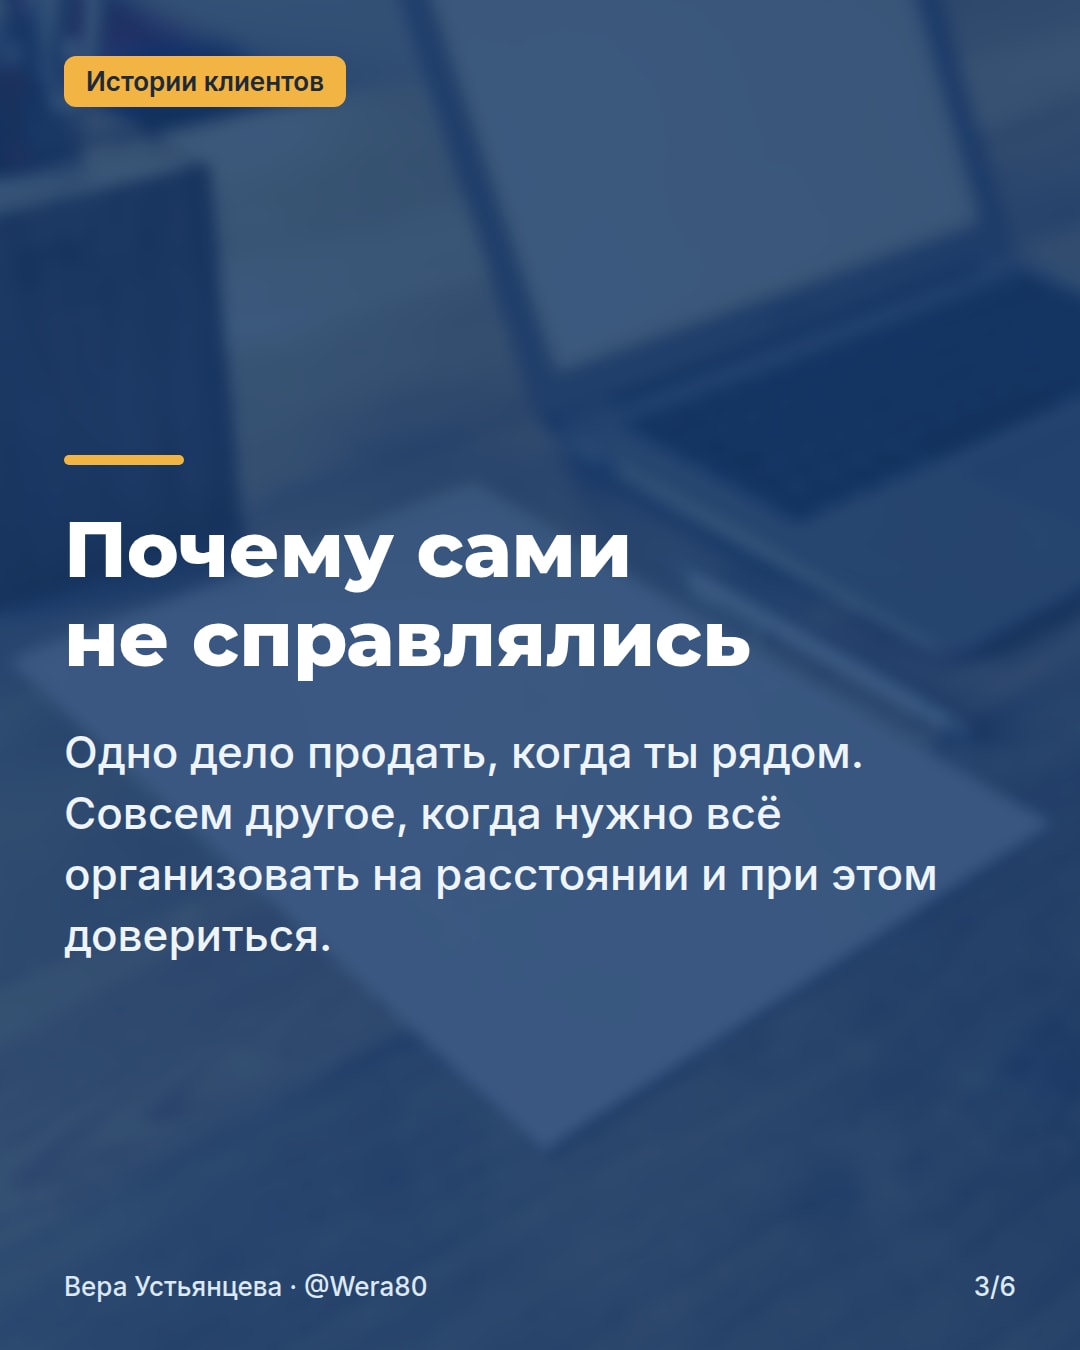 Истории клиентов
Почему сами
не справлялись
Одно дело продать, когда ты рядом.
Совсем другое, когда нужно всё
организовать на расстоянии и при этом
довериться.
Вера Устьянцева · @Wera80
3/6